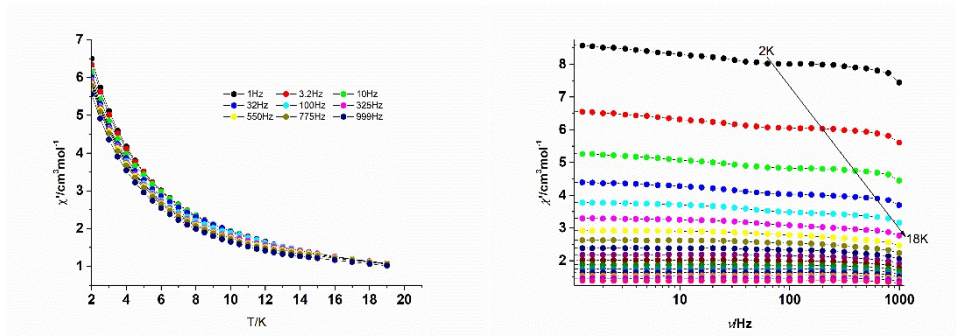 7
6
5
4
3
2
1
χ'/cm³mol⁻¹
1Hz 3.2Hz 10Hz
32Hz 100Hz 325Hz
550Hz 775Hz 999Hz
2 4 6 8 10 12 14 16 18 20
T/K
8
7
6
5
4
3
2
χ'/cm³mol⁻¹
2K
18K
10 100 1000
ν/Hz